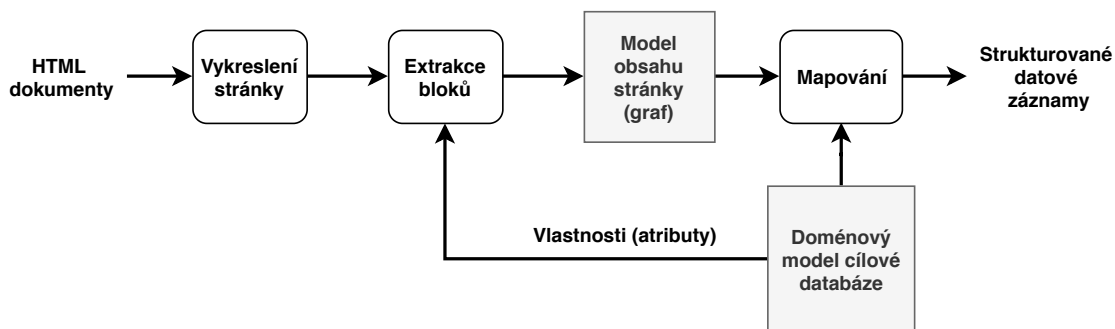 HTML
dokumenty
Vykreslení
stránky
Extrakce
bloků
Model
obsahu
stránky
(graf)
Mapování
Strukturované
datové
záznamy
Vlastnosti (atributy)
Doménový
model cílové
databáze